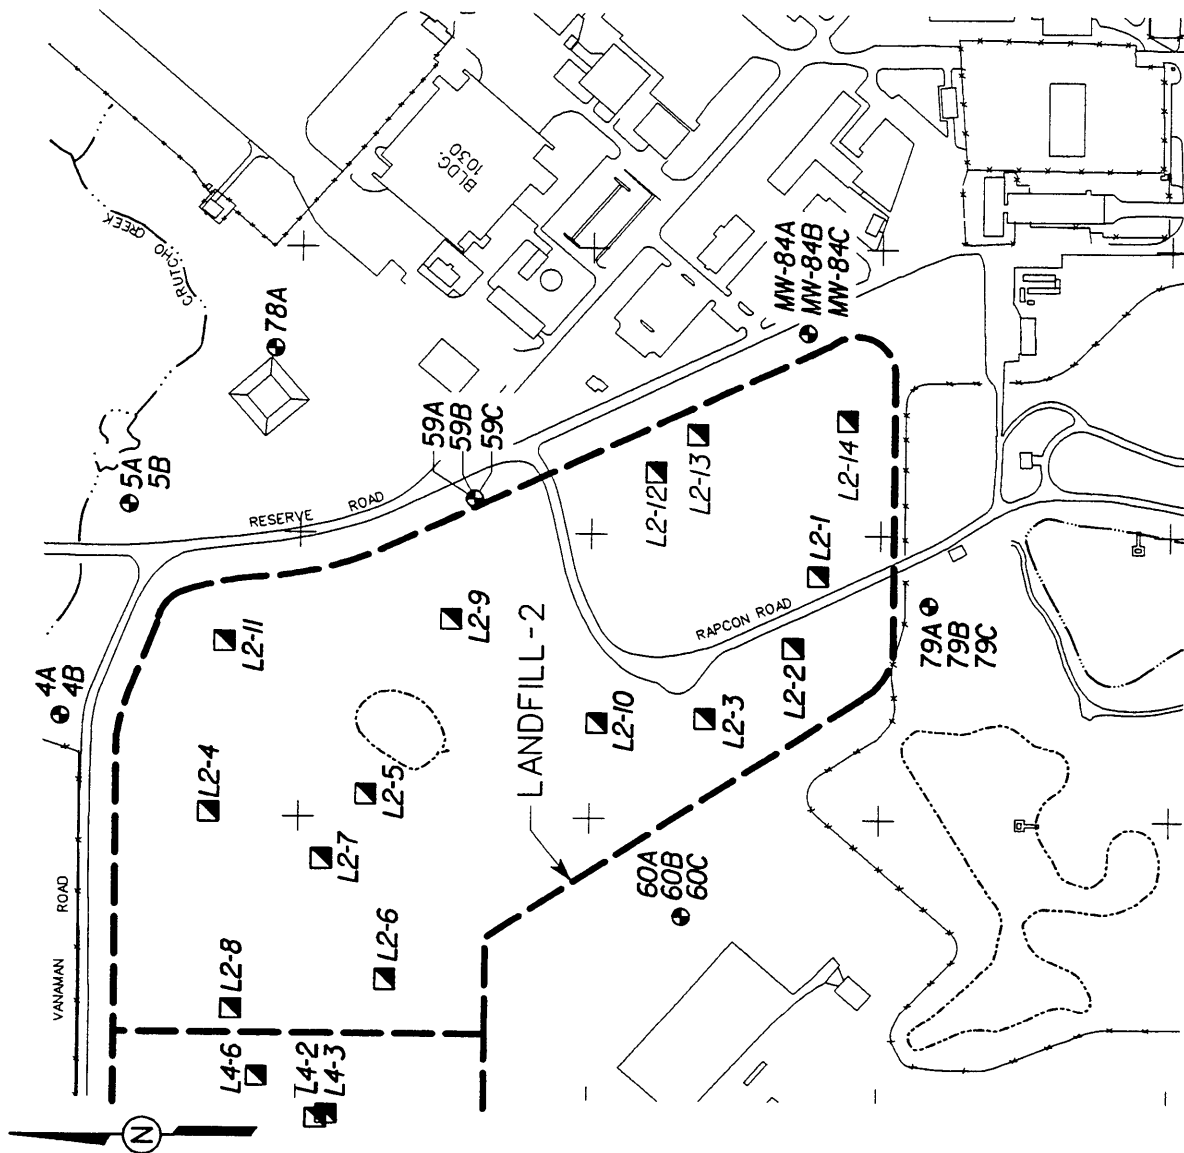 BLDG.
1030
CRUTCHO CREEK
78A
5A
5B
59A
59B
59C
MW-84A
MW-84B
MW-84C
RESERVE ROAD
4A
4B
L2-11
L2-9
L2-12
L2-13
L2-14
L2-1
RAPCON ROAD
L2-2
79A
79B
79C
L2-10
L2-3
L2-4
L2-5
L2-7
LANDFILL-2
60A
60B
60C
L2-6
L2-8
VANAMAN ROAD
L4-6
L4-2
L4-3
N